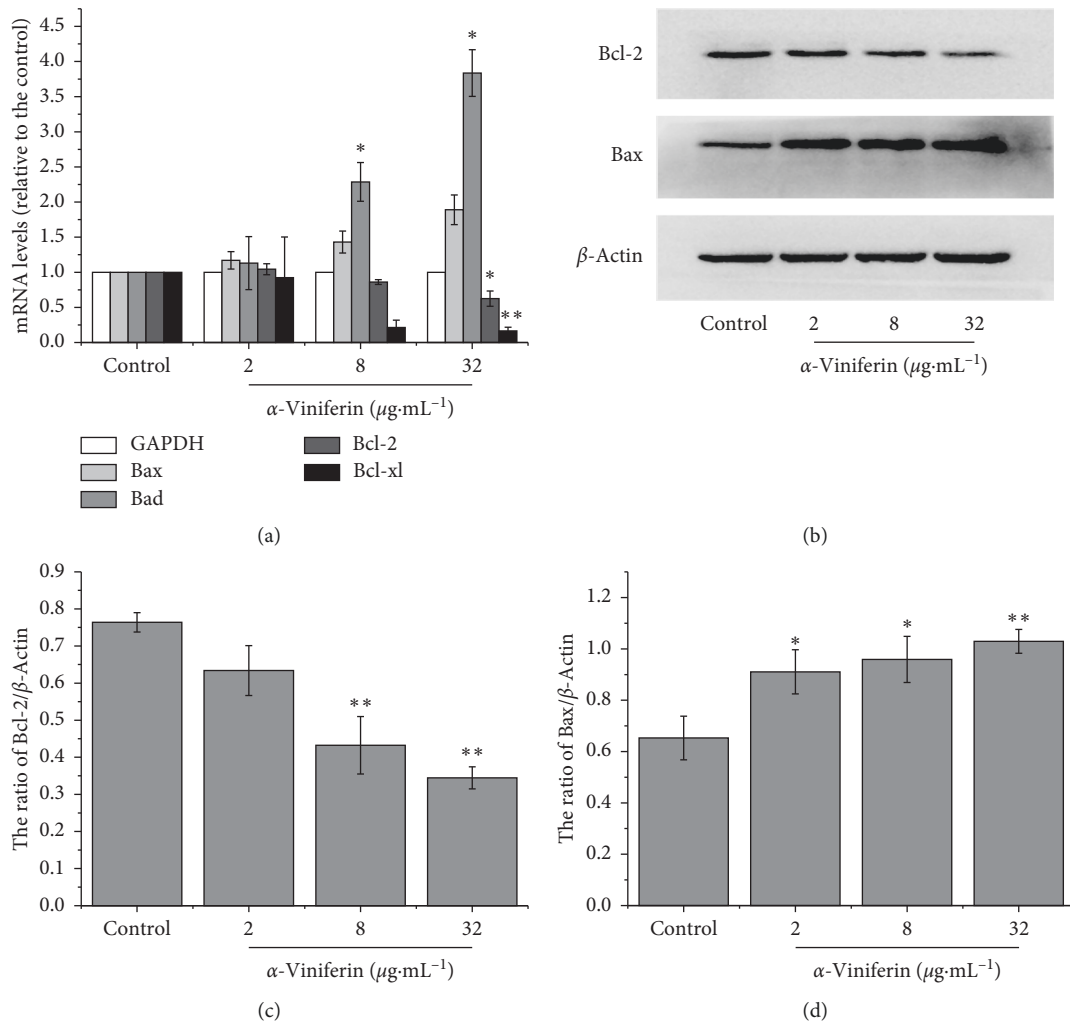 mRNA levels (relative to the control)
4.5
4.0
3.5
3.0
2.5
2.0
1.5
1.0
0.5
0.0
*
*
*
**
Control 2 8 32
α-Viniferin (μg·mL⁻¹)
GAPDH Bcl-2
Bax Bcl-xl
Bad
(a)
Bcl-2
Bax
β-Actin
Control 2 8 32
α-Viniferin (μg·mL⁻¹)
(b)
The ratio of Bcl-2/β-Actin
0.9
0.8
0.7
0.6
0.5
0.4
0.3
0.2
0.1
0.0
**
**
Control 2 8 32
α-Viniferin (μg·mL⁻¹)
(c)
The ratio of Bax/β-Actin
1.2
1.0
0.8
0.6
0.4
0.2
0.0
* * **
Control 2 8 32
α-Viniferin (μg·mL⁻¹)
(d)